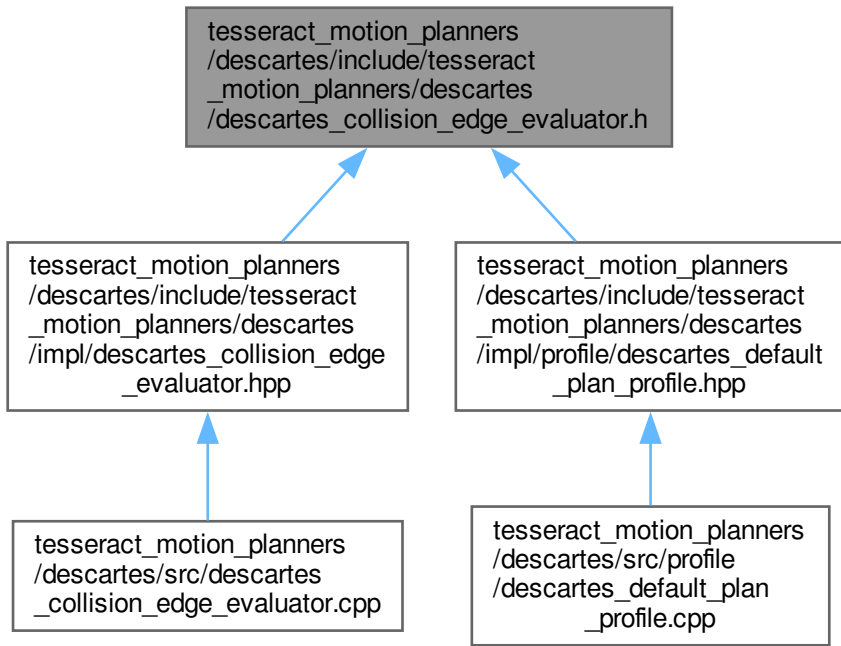 tesseract_motion_planners
/descartes/include/tesseract
_motion_planners/descartes
/descartes_collision_edge_evaluator.h
tesseract_motion_planners
/descartes/include/tesseract
_motion_planners/descartes
/impl/descartes_collision_edge
_evaluator.hpp
tesseract_motion_planners
/descartes/include/tesseract
_motion_planners/descartes
/impl/profile/descartes_default
_plan_profile.hpp
tesseract_motion_planners
/descartes/src/descartes
_collision_edge_evaluator.cpp
tesseract_motion_planners
/descartes/src/profile
/descartes_default_plan
_profile.cpp